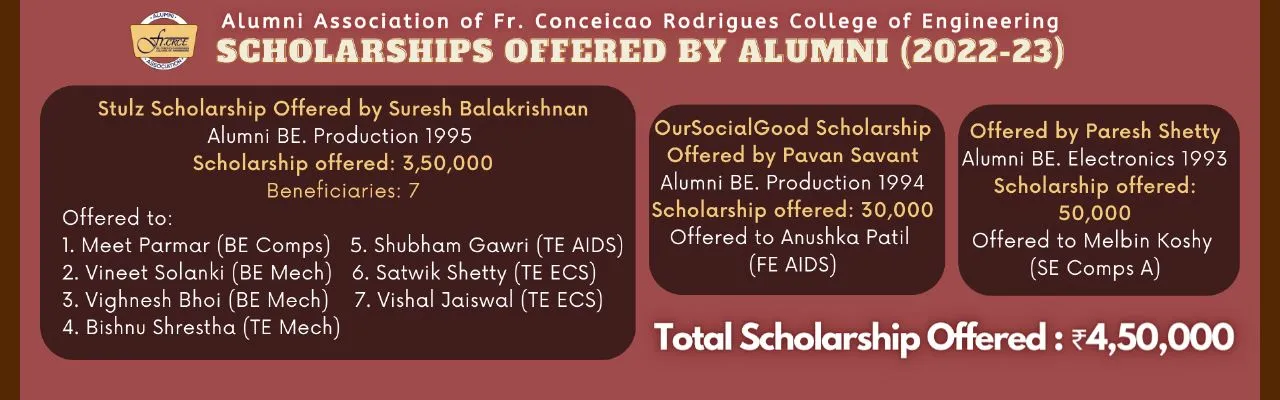 ALUMNI
Fr. CRCE
ASSOCIATION
Alumni Association of Fr. Conceicao Rodrigues College of Engineering
SCHOLARSHIPS OFFERED BY ALUMNI (2022-23)
Stulz Scholarship Offered by Suresh Balakrishnan
Alumni BE. Production 1995
Scholarship offered: 3,50,000
Beneficiaries: 7
Offered to:
1. Meet Parmar (BE Comps)
2. Vineet Solanki (BE Mech)
3. Vighnesh Bhoi (BE Mech)
4. Bishnu Shrestha (TE Mech)
5. Shubham Gawri (TE AIDS)
6. Satwik Shetty (TE ECS)
7. Vishal Jaiswal (TE ECS)
OurSocialGood Scholarship
Offered by Pavan Savant
Alumni BE. Production 1994
Scholarship offered: 30,000
Offered to Anushka Patil
(FE AIDS)
Offered by Paresh Shetty
Alumni BE. Electronics 1993
Scholarship offered:
50,000
Offered to Melbin Koshy
(SE Comps A)
Total Scholarship Offered : ₹4,50,000